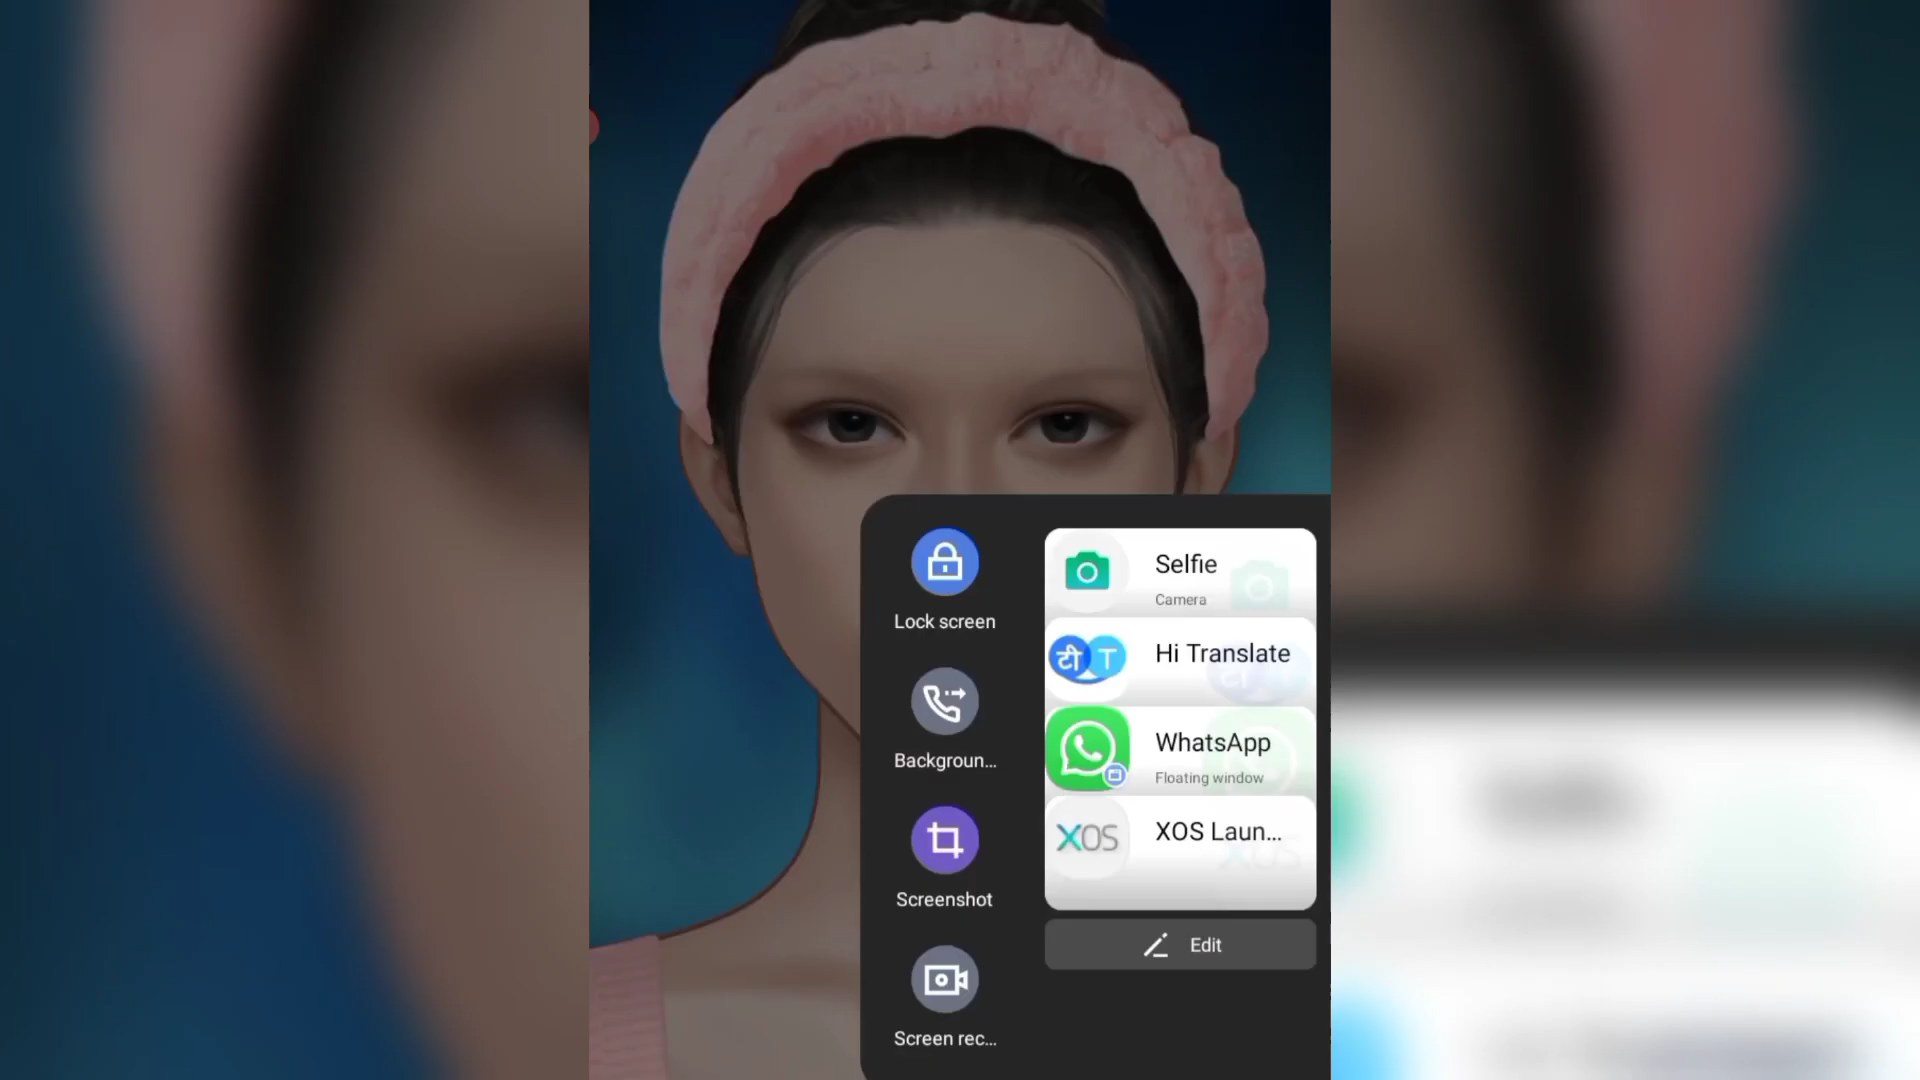 Lock screen
Backgroun...
Screenshot
Screen rec...
Selfie
Camera
टी T
Hi Translate
WhatsApp
Floating window
XOS
XOS Laun...
Edit